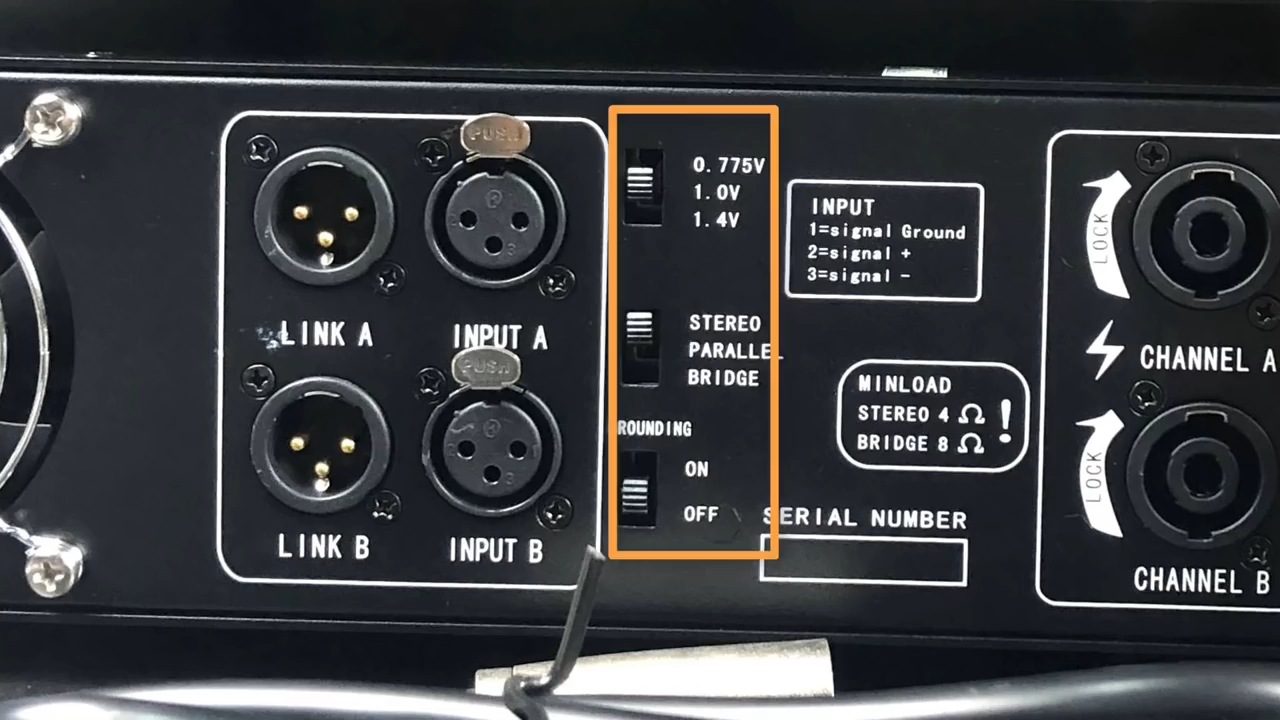 PUSH
LINK A
INPUT A
PUSH
LINK B
INPUT B
0.775V
1.0V
1.4V
STEREO
PARALLEL
BRIDGE
ROUNDING
ON
OFF
INPUT
1=signal Ground
2=signal +
3=signal -
MINLOAD
STEREO 4 Ω
BRIDGE 8 Ω
!
SERIAL NUMBER
LOCK
CHANNEL A
LOCK
CHANNEL B